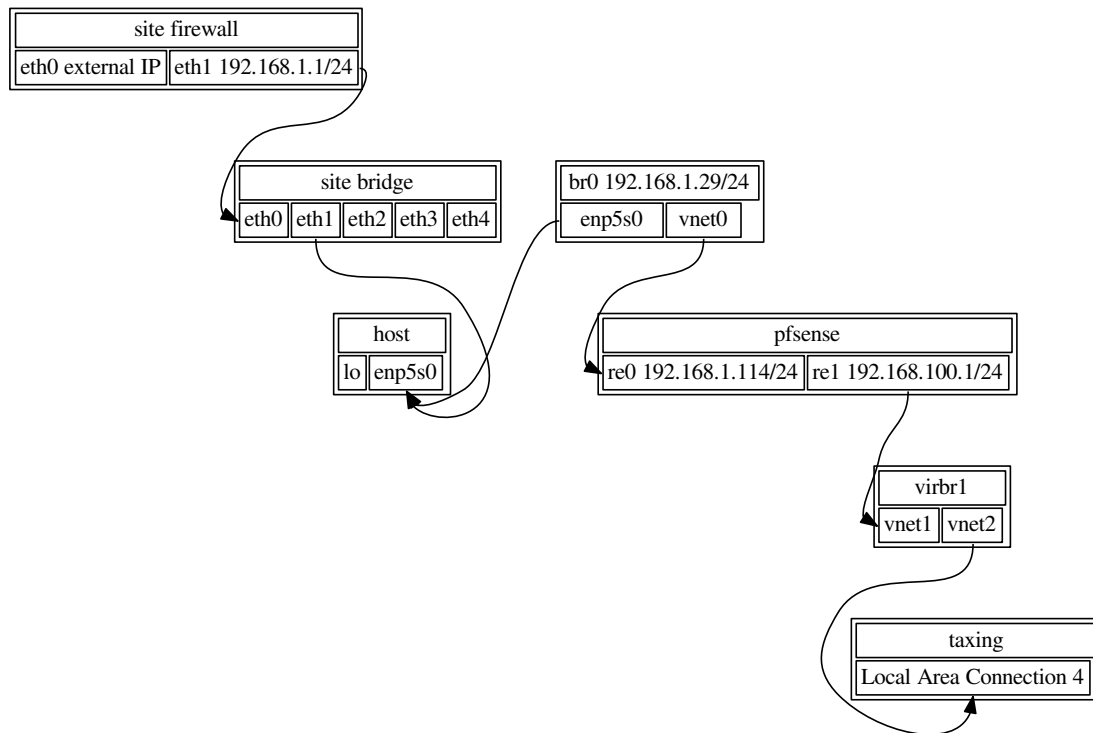 site firewall
eth0 external IP eth1 192.168.1.1/24
site bridge
eth0 eth1 eth2 eth3 eth4
br0 192.168.1.29/24
enp5s0 vnet0
host
lo enp5s0
pfsense
re0 192.168.1.114/24 re1 192.168.100.1/24
virbr1
vnet1 vnet2
taxing
Local Area Connection 4